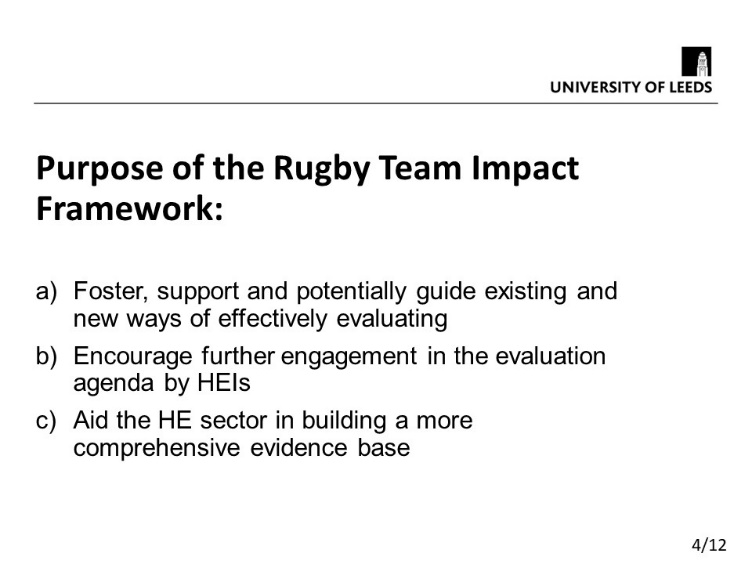 UNIVERSITY OF LEEDS
Purpose of the Rugby Team Impact
Framework:
a) Foster, support and potentially guide existing and
new ways of effectively evaluating
b) Encourage further engagement in the evaluation
agenda by HEIs
c) Aid the HE sector in building a more
comprehensive evidence base
4/12